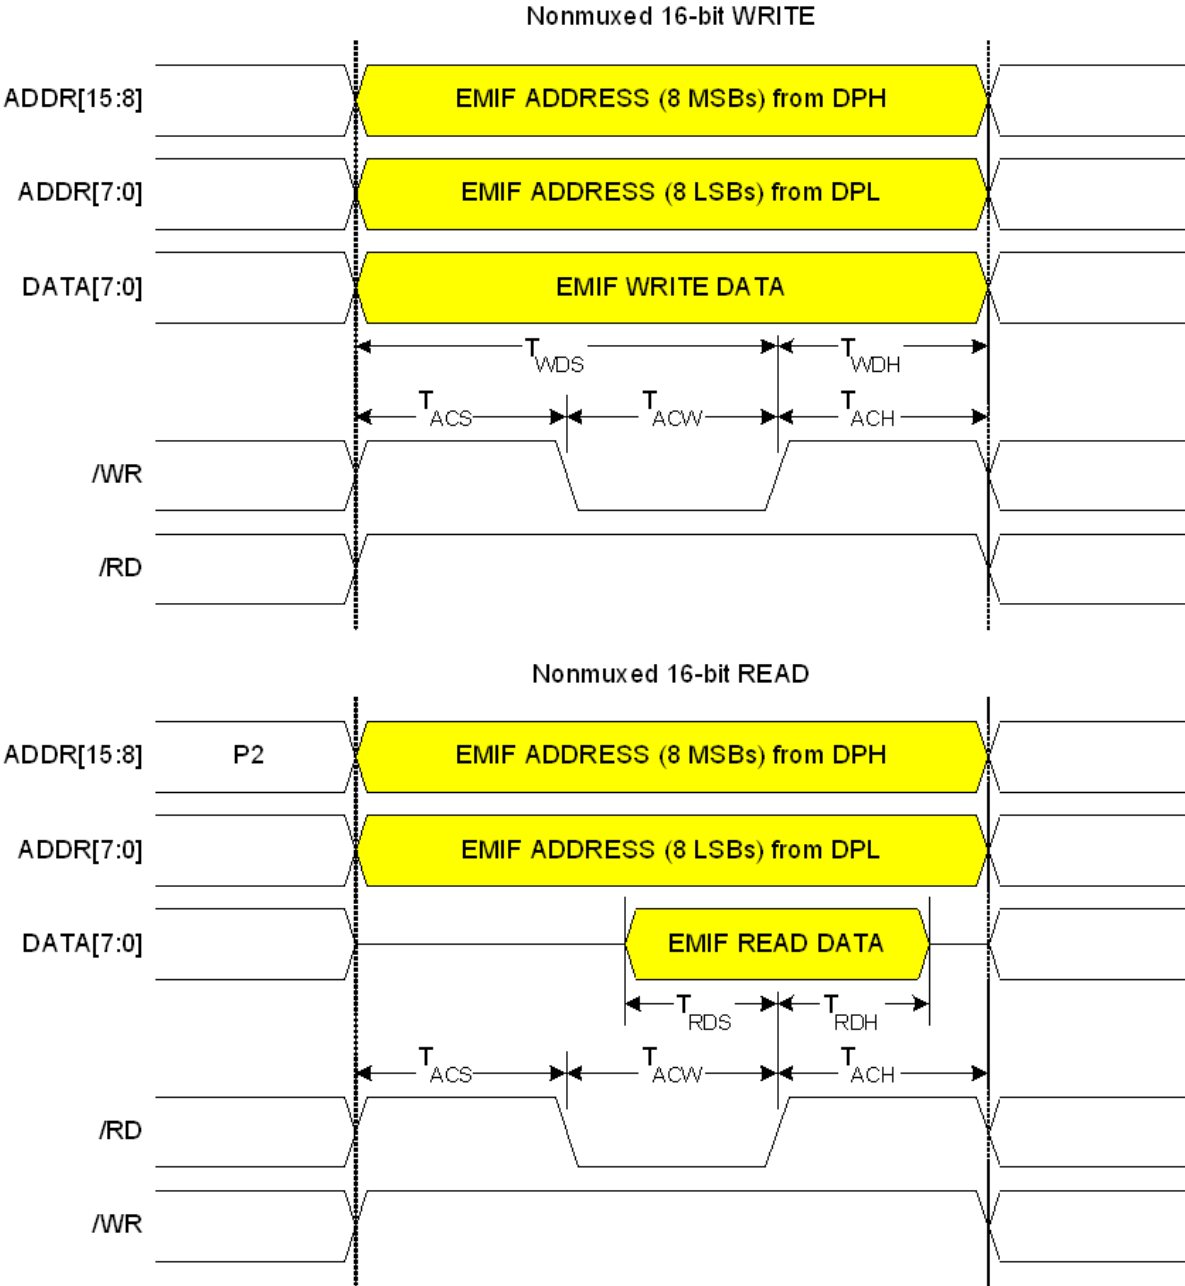 Nonmuxed 16-bit WRITE
ADDR[15:8] EMIF ADDRESS (8 MSBs) from DPH
ADDR[7:0] EMIF ADDRESS (8 LSBs) from DPL
DATA[7:0] EMIF WRITE DATA
TWDS TWDH
TACS TACW TACH
/WR
/RD
Nonmuxed 16-bit READ
ADDR[15:8] P2 EMIF ADDRESS (8 MSBs) from DPH
ADDR[7:0] EMIF ADDRESS (8 LSBs) from DPL
DATA[7:0] EMIF READ DATA
TRDS TRDH
TACS TACW TACH
/RD
/WR